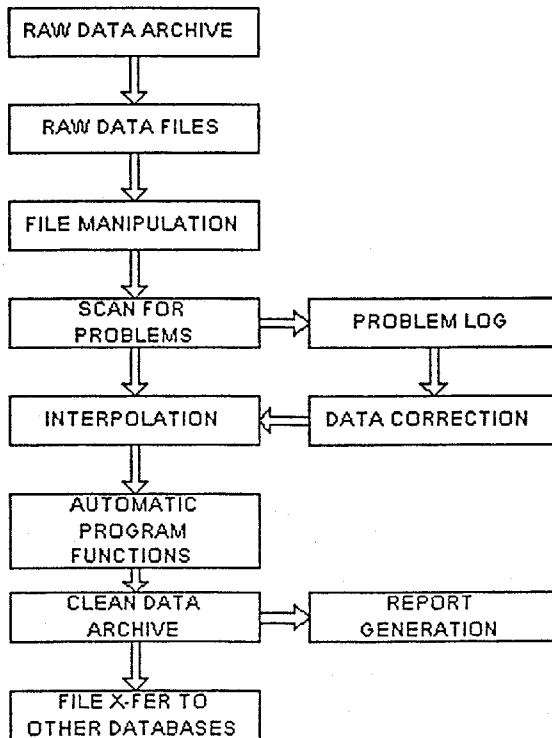 RAW DATA ARCHIVE
RAW DATA FILES
FILE MANIPULATION
SCAN FOR
PROBLEMS
PROBLEM LOG
INTERPOLATION
DATA CORRECTION
AUTOMATIC
PROGRAM
FUNCTIONS
CLEAN DATA
ARCHIVE
REPORT
GENERATION
FILE X-FER TO
OTHER DATABASES